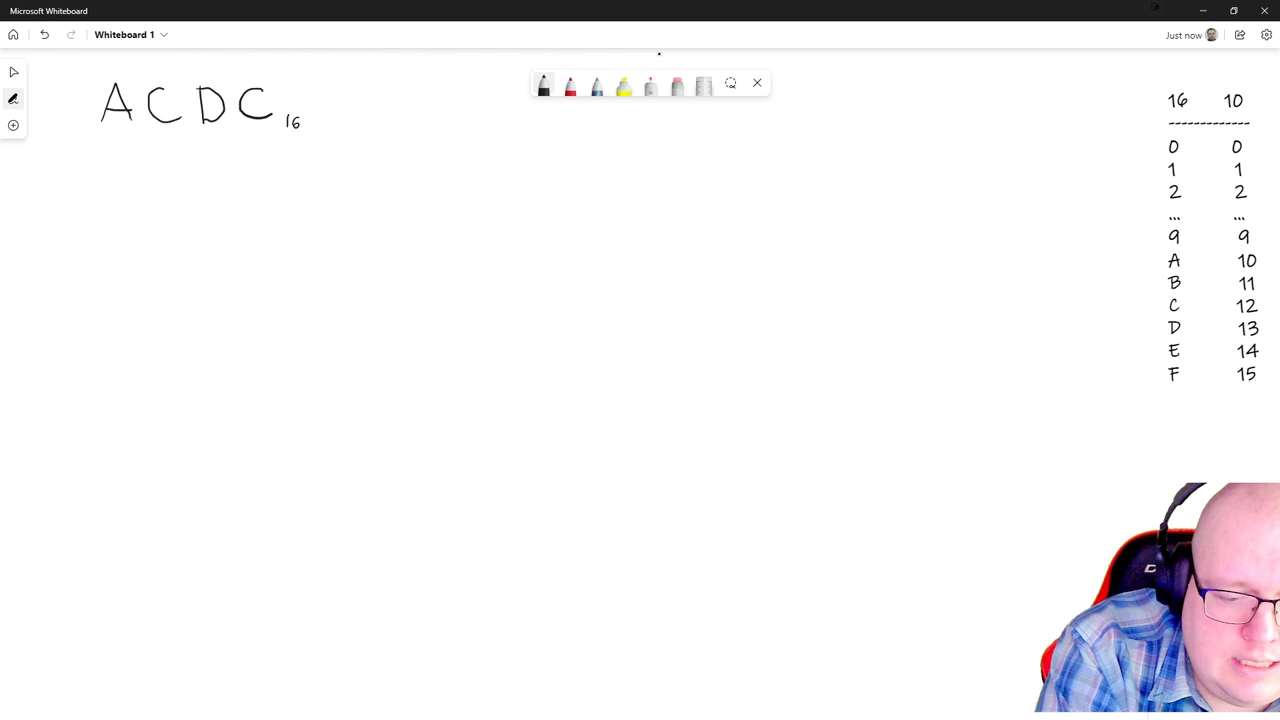 Microsoft Whiteboard
Whiteboard 1
Just now
ACDC16
16 10
-------------
0 0
1 1
2 2
... ...
9 9
A 10
B 11
C 12
D 13
E 14
F 15